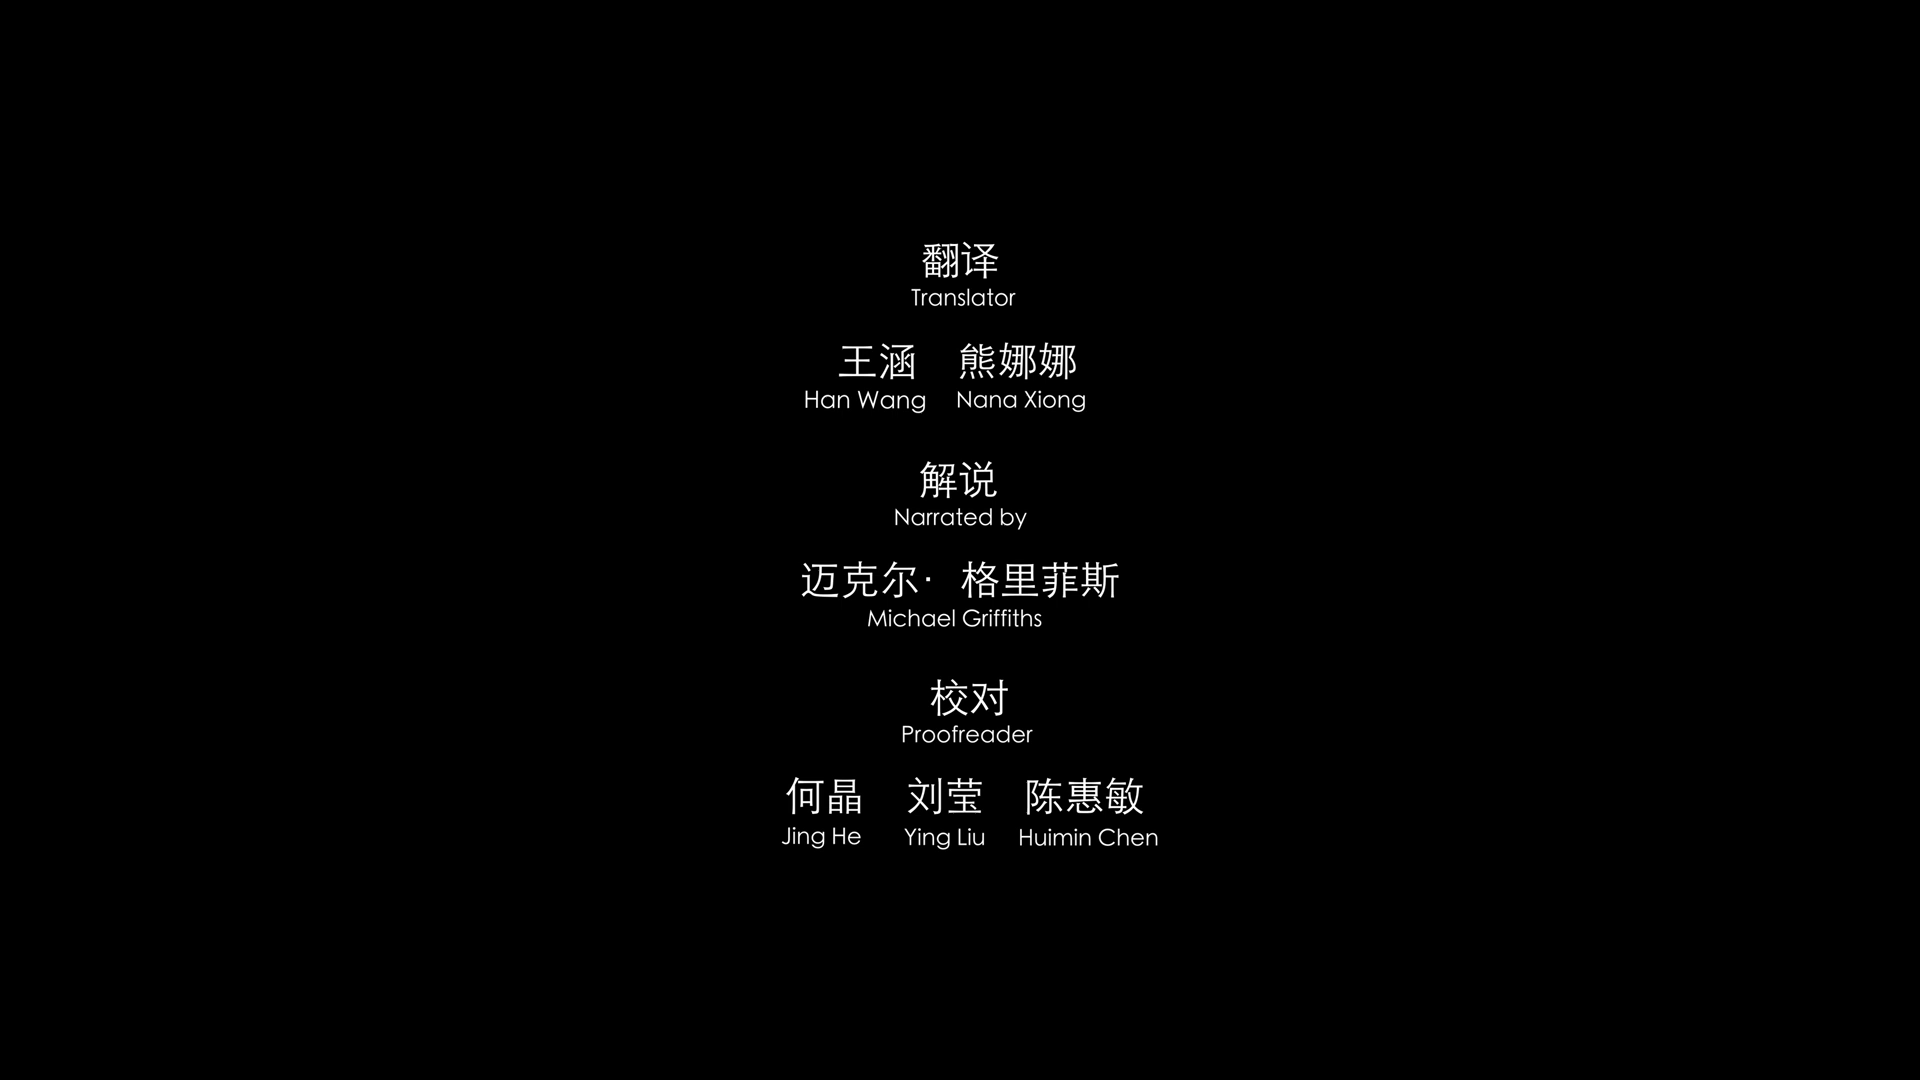 翻译
Translator
王涵 熊娜娜
Han Wang Nana Xiong
解说
Narrated by
迈克尔· 格里菲斯
Michael Griffiths
校对
Proofreader
何晶 刘莹 陈惠敏
Jing He Ying Liu Huimin Chen